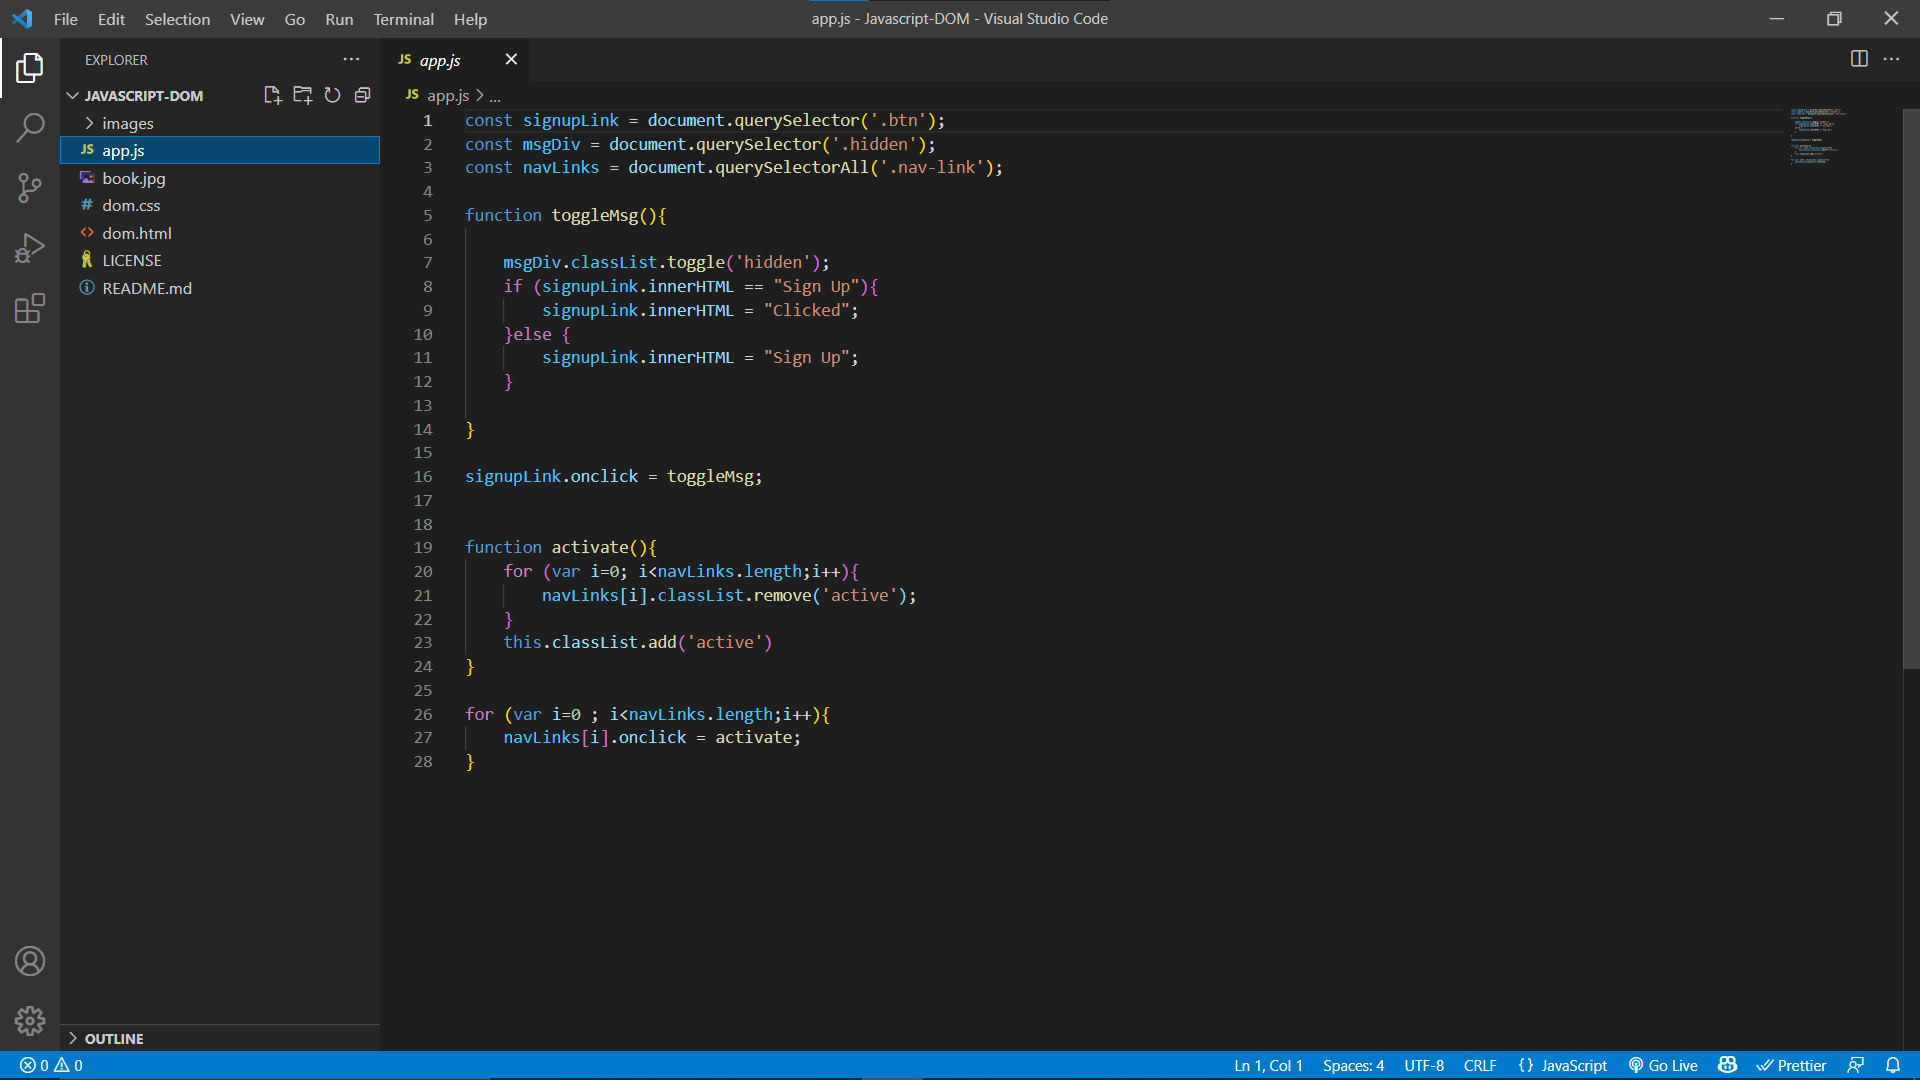 File Edit Selection View Go Run Terminal Help
app.js - Javascript-DOM - Visual Studio Code
EXPLORER
JAVASCRIPT-DOM
images
JS app.js
book.jpg
# dom.css
<> dom.html
LICENSE
README.md
OUTLINE
JS app.js
JS app.js > ...
1 const signupLink = document.querySelector('.btn');
2 const msgDiv = document.querySelector('.hidden');
3 const navLinks = document.querySelectorAll('.nav-link');
4
5 function toggleMsg(){
6
7     msgDiv.classList.toggle('hidden');
8     if (signupLink.innerHTML == "Sign Up"){
9         signupLink.innerHTML = "Clicked";
10     }else {
11         signupLink.innerHTML = "Sign Up";
12     }
13
14 }
15
16 signupLink.onclick = toggleMsg;
17
18
19 function activate(){
20     for (var i=0; i<navLinks.length;i++){
21         navLinks[i].classList.remove('active');
22     }
23     this.classList.add('active')
24 }
25
26 for (var i=0 ; i<navLinks.length;i++){
27     navLinks[i].onclick = activate;
28 }
0 0
Ln 1, Col 1 Spaces: 4 UTF-8 CRLF {} JavaScript Go Live Prettier